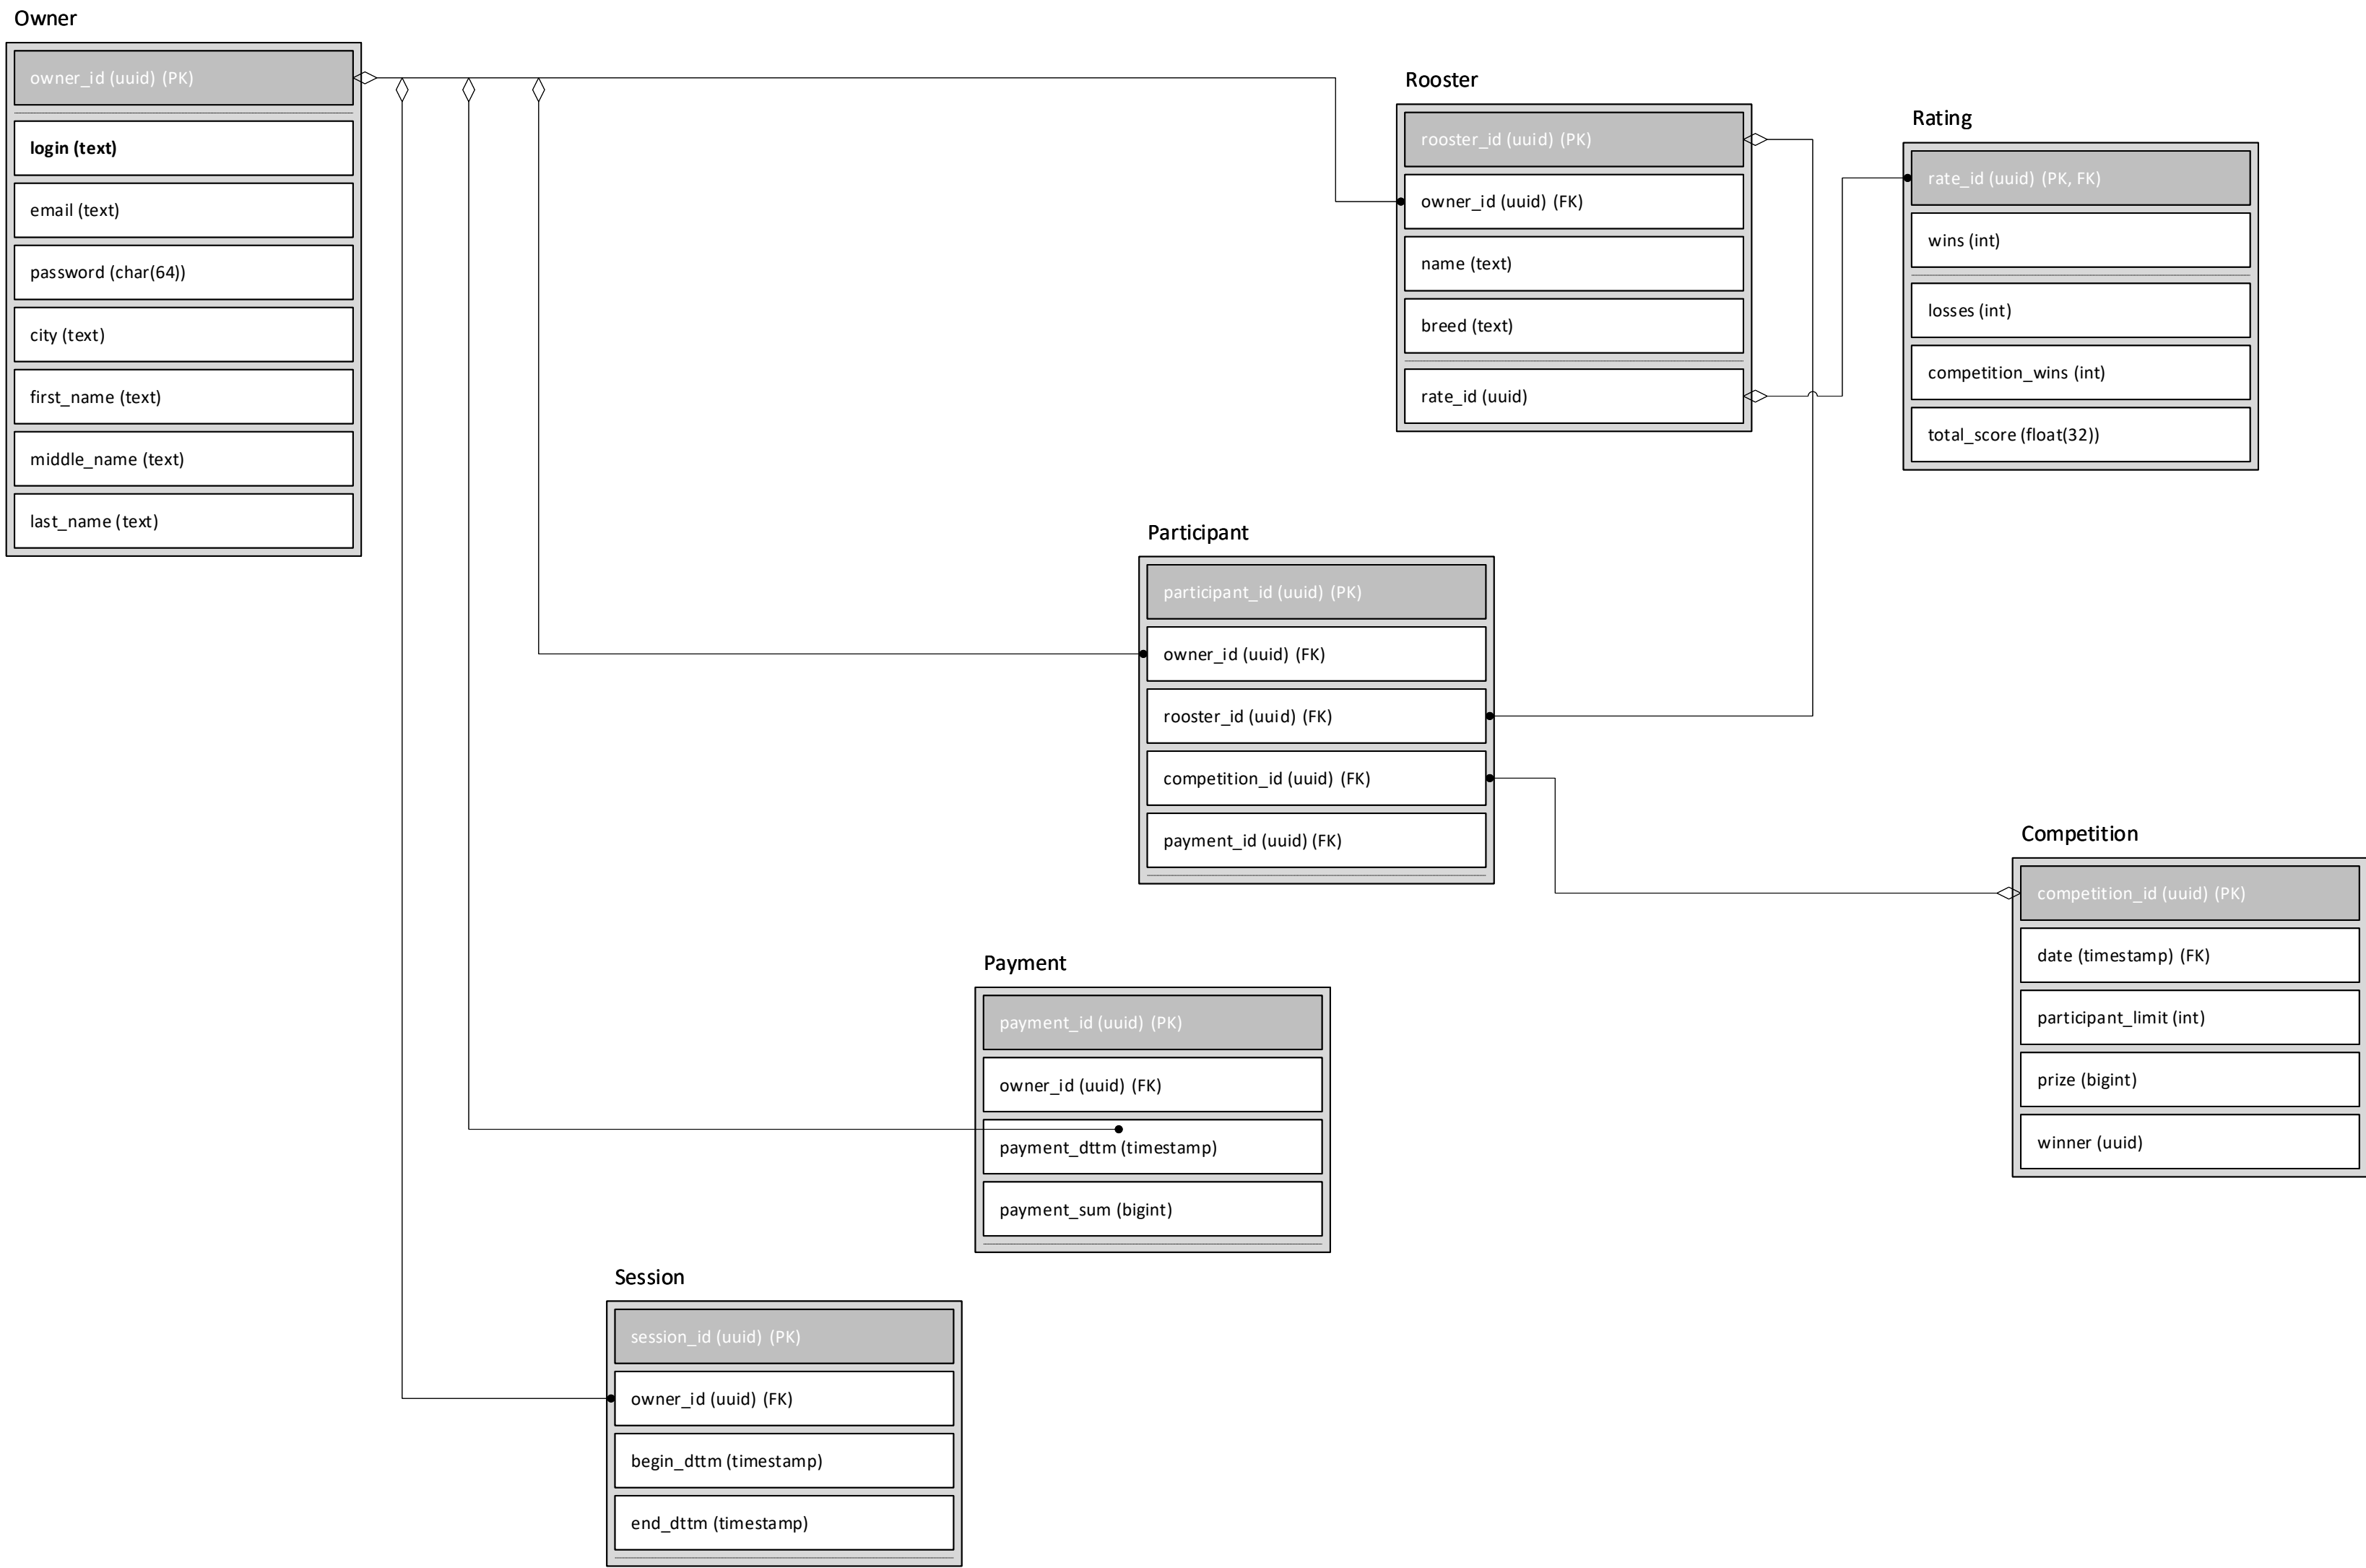 Owner
owner_id (uuid) (PK)
login (text)
email (text)
password (char(64))
city (text)
first_name (text)
middle_name (text)
last_name (text)
Rooster
rooster_id (uuid) (PK)
owner_id (uuid) (FK)
name (text)
breed (text)
rate_id (uuid)
Rating
rate_id (uuid) (PK, FK)
wins (int)
losses (int)
competition_wins (int)
total_score (float(32))
Participant
participant_id (uuid) (PK)
owner_id (uuid) (FK)
rooster_id (uuid) (FK)
competition_id (uuid) (FK)
payment_id (uuid) (FK)
Competition
competition_id (uuid) (PK)
date (timestamp) (FK)
participant_limit (int)
prize (bigint)
winner (uuid)
Payment
payment_id (uuid) (PK)
owner_id (uuid) (FK)
payment_dttm (timestamp)
payment_sum (bigint)
Session
session_id (uuid) (PK)
owner_id (uuid) (FK)
begin_dttm (timestamp)
end_dttm (timestamp)